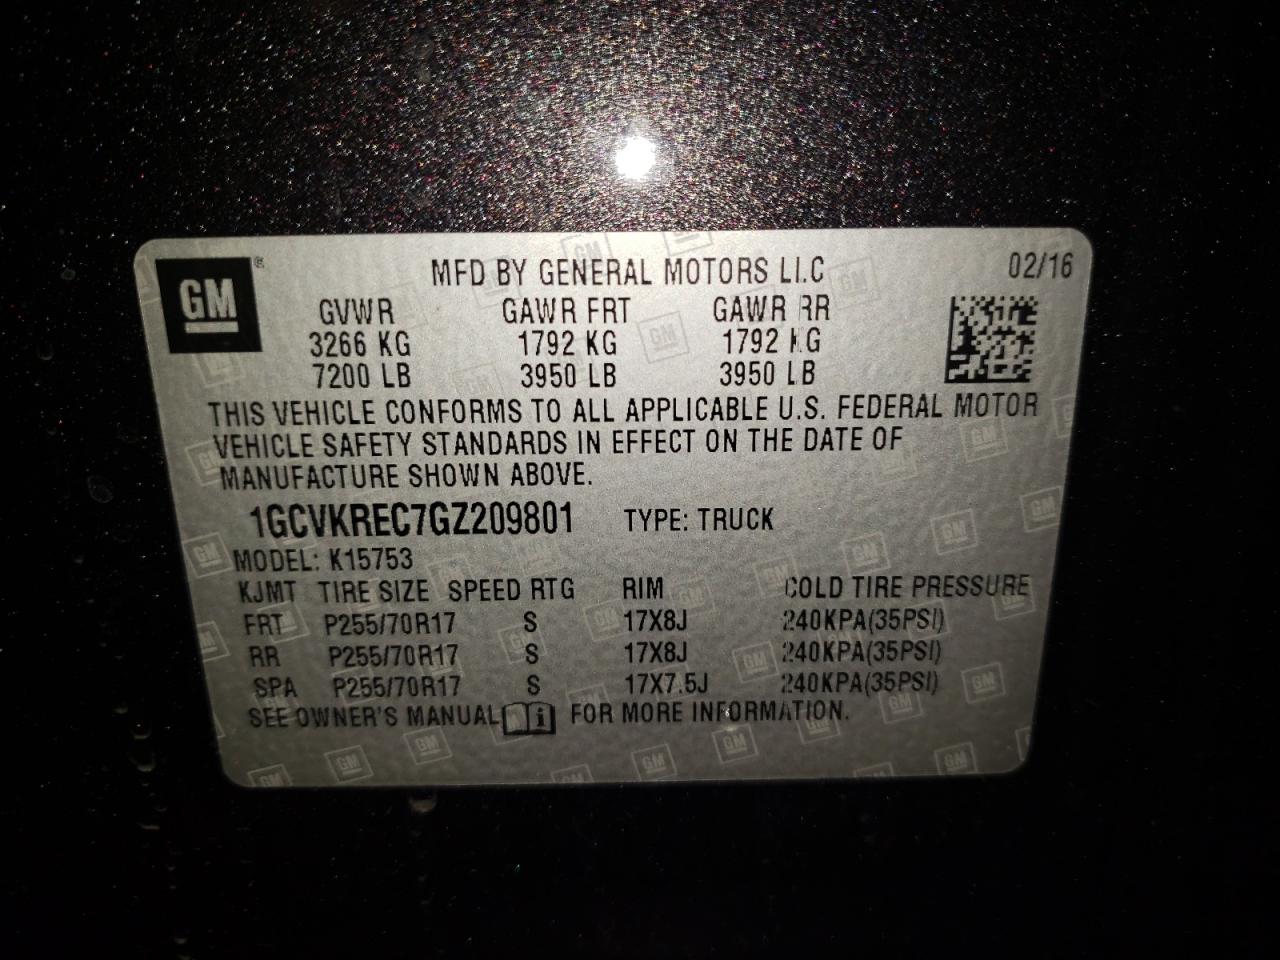 GM
MFD BY GENERAL MOTORS LLC 02/16
GVWR GAWR FRT GAWR RR
3266 KG 1792 KG 1792 KG
7200 LB 3950 LB 3950 LB
THIS VEHICLE CONFORMS TO ALL APPLICABLE U.S. FEDERAL MOTOR
VEHICLE SAFETY STANDARDS IN EFFECT ON THE DATE OF
MANUFACTURE SHOWN ABOVE.
1GCVKREC7GZ209801 TYPE: TRUCK
MODEL: K15753
KJMT TIRE SIZE SPEED RTG RIM COLD TIRE PRESSURE
FRT P255/70R17 S 17X8J 240KPA(35PSI)
RR P255/70R17 S 17X8J 240KPA(35PSI)
SPA P255/70R17 S 17X7.5J 240KPA(35PSI)
SEE OWNER'S MANUAL i FOR MORE INFORMATION.